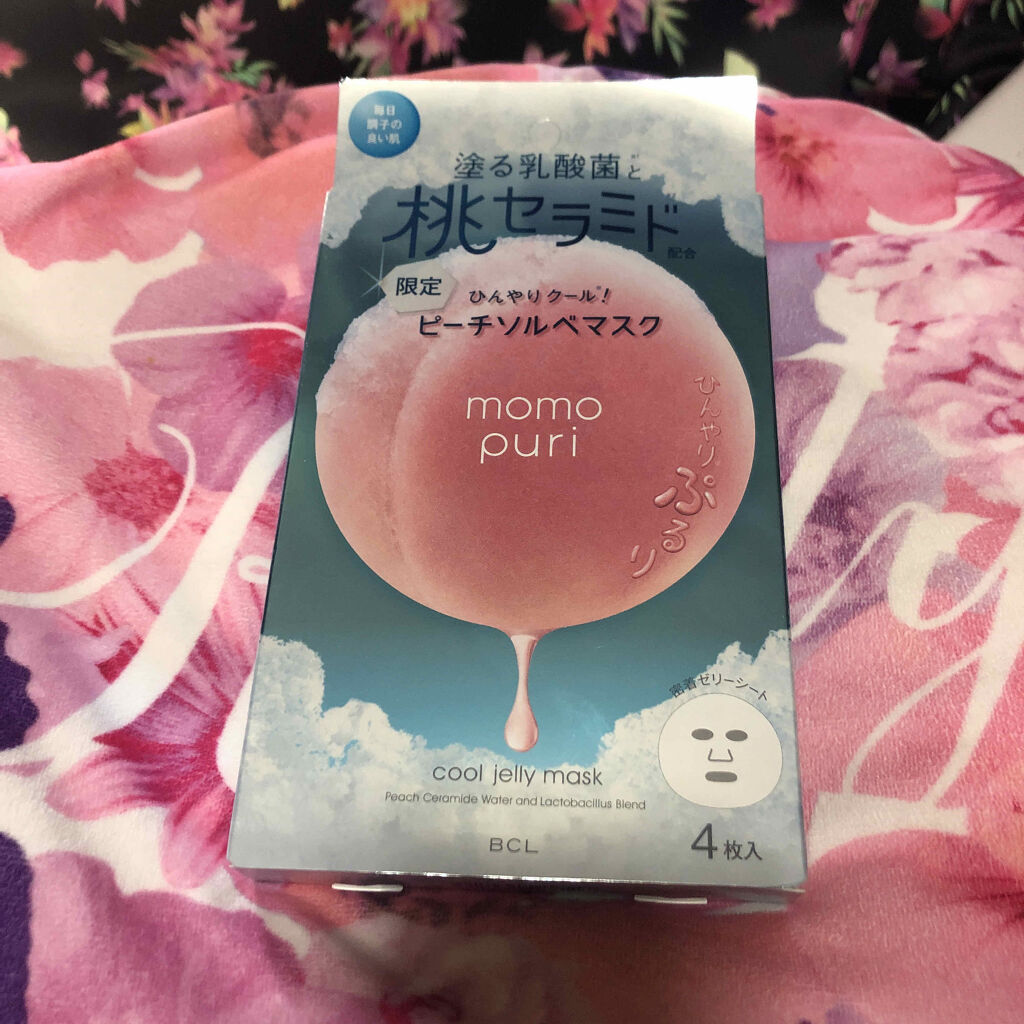 毎日
調子の
良い肌
塗る乳酸菌と
桃セラミド
配合
限定
ひんやりクール!
ピーチソルベマスク
momo
puri
ひんやり
ぷるり
密着ゼリーシート
cool jelly mask
Peach Ceramide Water and Lactobacillus Blend
BCL
4枚入